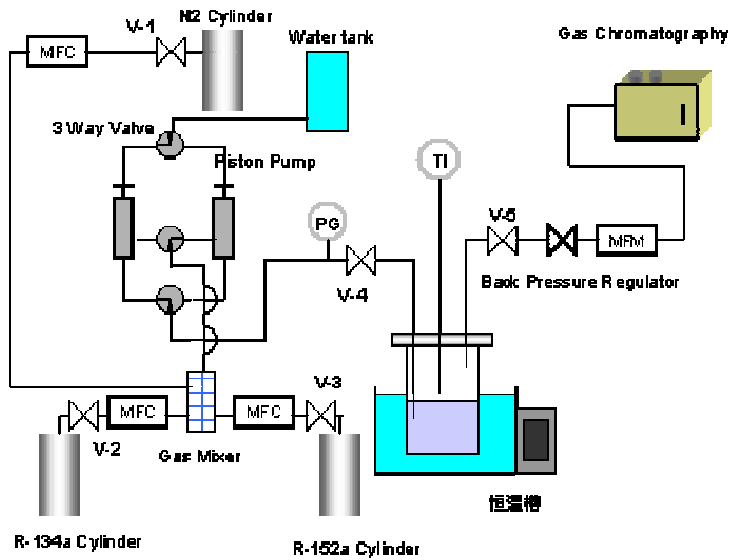 N2 Cylinder
V-1
MFC
Water tank
Gas Chromatography
3 Way Valve
Piston Pump
TI
PG
V-5
MFM
Back Pressure Regulator
V-4
V-3
MFC
MFC
V-2
Gas Mixer
恒溫槽
R-134a Cylinder
R-152a Cylinder